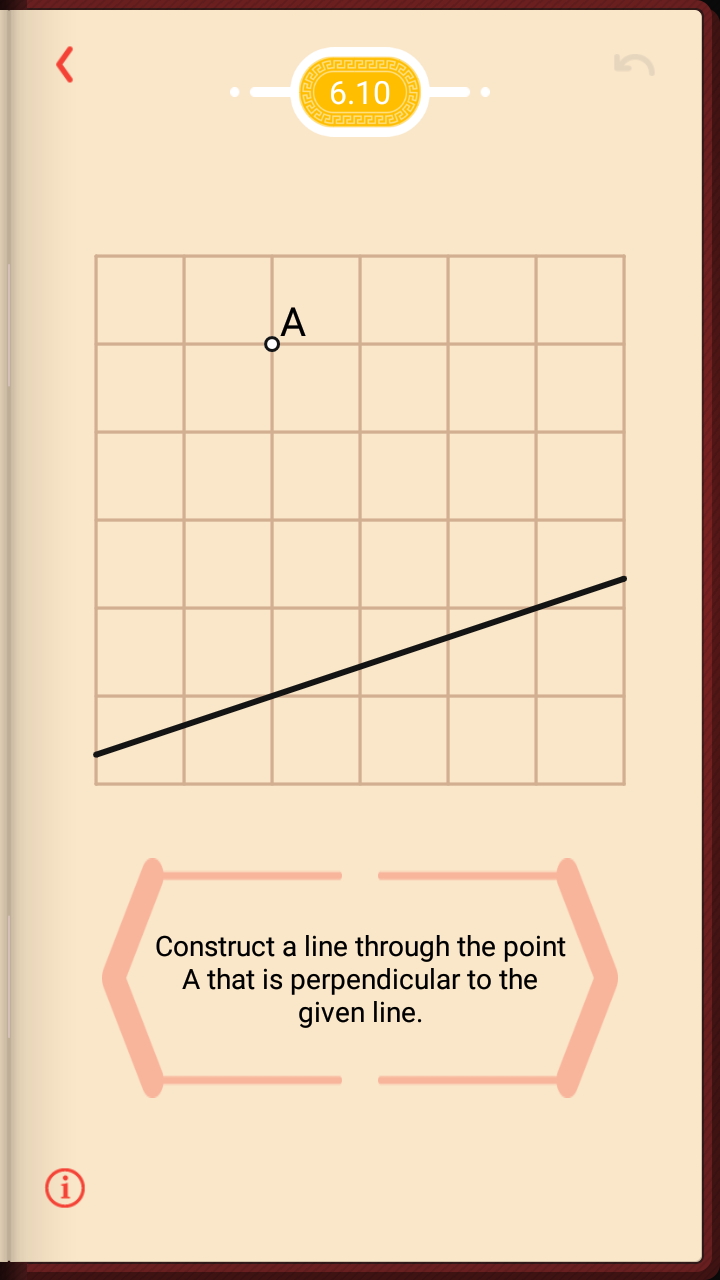 6.10
A
Construct a line through the point
A that is perpendicular to the
given line.
i